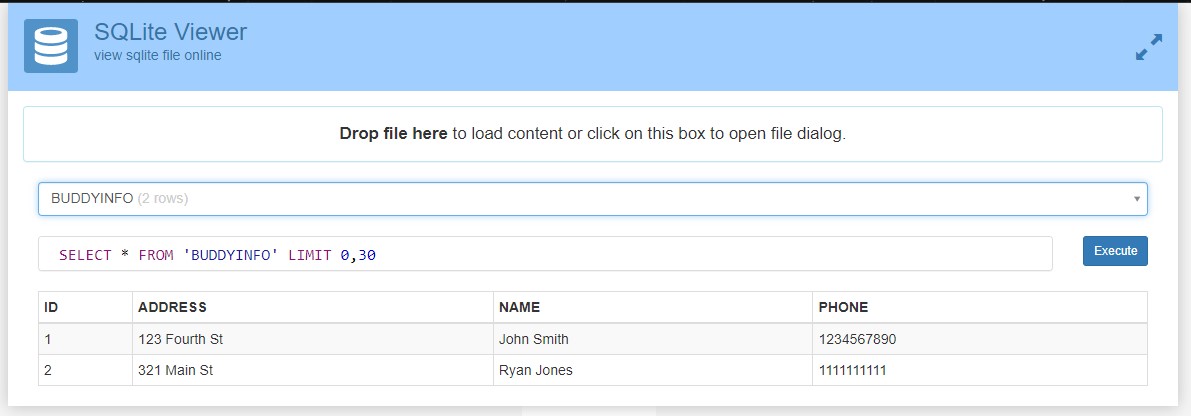 SQLite Viewer
view sqlite file online
Drop file here to load content or click on this box to open file dialog.
BUDDYINFO (2 rows)
SELECT * FROM 'BUDDYINFO' LIMIT 0,30
Execute
ID ADDRESS NAME PHONE
1 123 Fourth St John Smith 1234567890
2 321 Main St Ryan Jones 1111111111